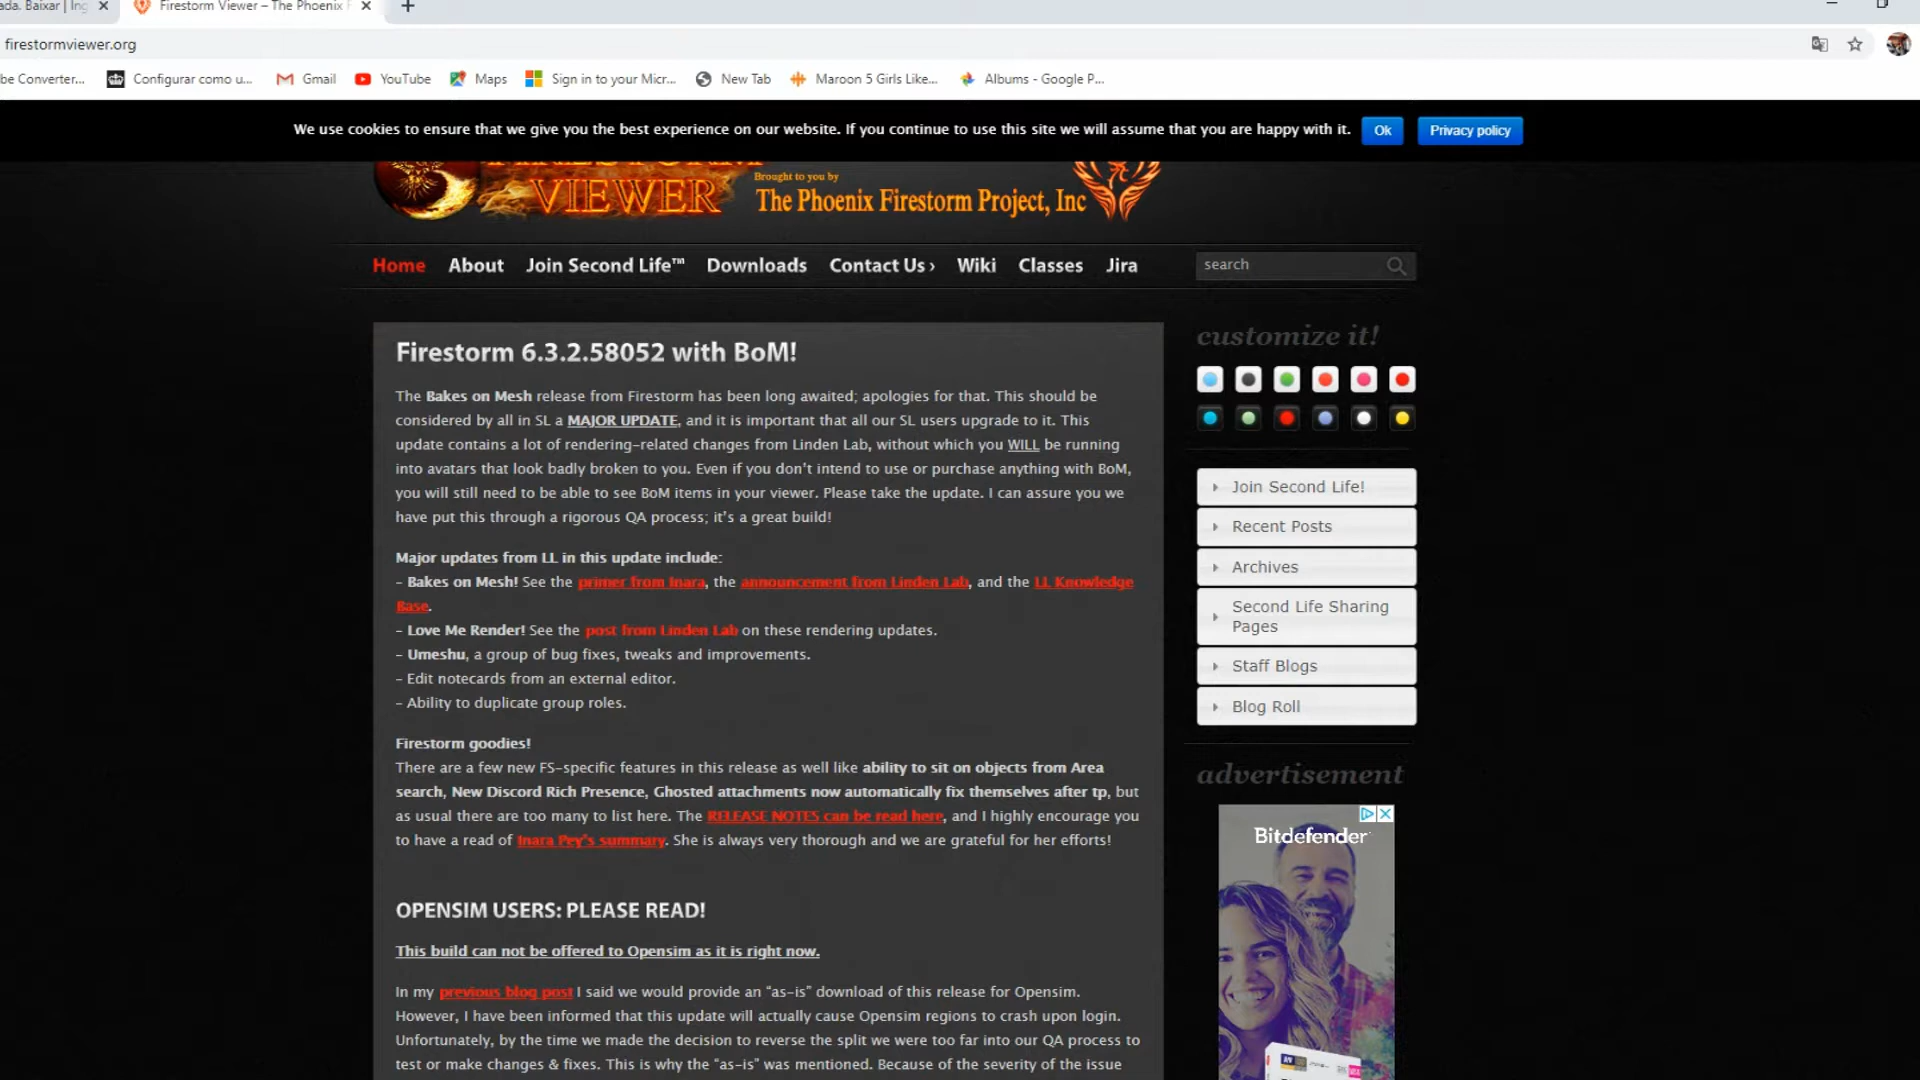 ada. Baixar | Ing
Firestorm Viewer – The Phoenix F
firestormviewer.org
be Converter...
Configurar como u...
Gmail
YouTube
Maps
Sign in to your Micr...
New Tab
Maroon 5 Girls Like...
Albums - Google P...
We use cookies to ensure that we give you the best experience on our website. If you continue to use this site we will assume that you are happy with it.
Ok
Privacy policy
VIEWER
Brought to you by
The Phoenix Firestorm Project, Inc
Home
About
Join Second Life™
Downloads
Contact Us ›
Wiki
Classes
Jira
search
Firestorm 6.3.2.58052 with BoM!
The Bakes on Mesh release from Firestorm has been long awaited; apologies for that. This should be
considered by all in SL a MAJOR UPDATE, and it is important that all our SL users upgrade to it. This
update contains a lot of rendering-related changes from Linden Lab, without which you WILL be running
into avatars that look badly broken to you. Even if you don’t intend to use or purchase anything with BoM,
you will still need to be able to see BoM items in your viewer. Please take the update. I can assure you we
have put this through a rigorous QA process; it’s a great build!
Major updates from LL in this update include:
– Bakes on Mesh! See the primer from Inara, the announcement from Linden Lab, and the LL Knowledge
Base.
– Love Me Render! See the post from Linden Lab on these rendering updates.
– Umeshu, a group of bug fixes, tweaks and improvements.
– Edit notecards from an external editor.
– Ability to duplicate group roles.
Firestorm goodies!
There are a few new FS-specific features in this release as well like ability to sit on objects from Area
search, New Discord Rich Presence, Ghosted attachments now automatically fix themselves after tp, but
as usual there are too many to list here. The RELEASE NOTES can be read here, and I highly encourage you
to have a read of Inara Pey’s summary. She is always very thorough and we are grateful for her efforts!
OPENSIM USERS: PLEASE READ!
This build can not be offered to Opensim as it is right now.
In my previous blog post I said we would provide an “as-is” download of this release for Opensim.
However, I have been informed that this update will actually cause Opensim regions to crash upon login.
Unfortunately, by the time we made the decision to reverse the split we were too far into our QA process to
test or make changes & fixes. This is why the “as-is” was mentioned. Because of the severity of the issue
customize it!
Join Second Life!
Recent Posts
Archives
Second Life Sharing
Pages
Staff Blogs
Blog Roll
advertisement
Bitdefender